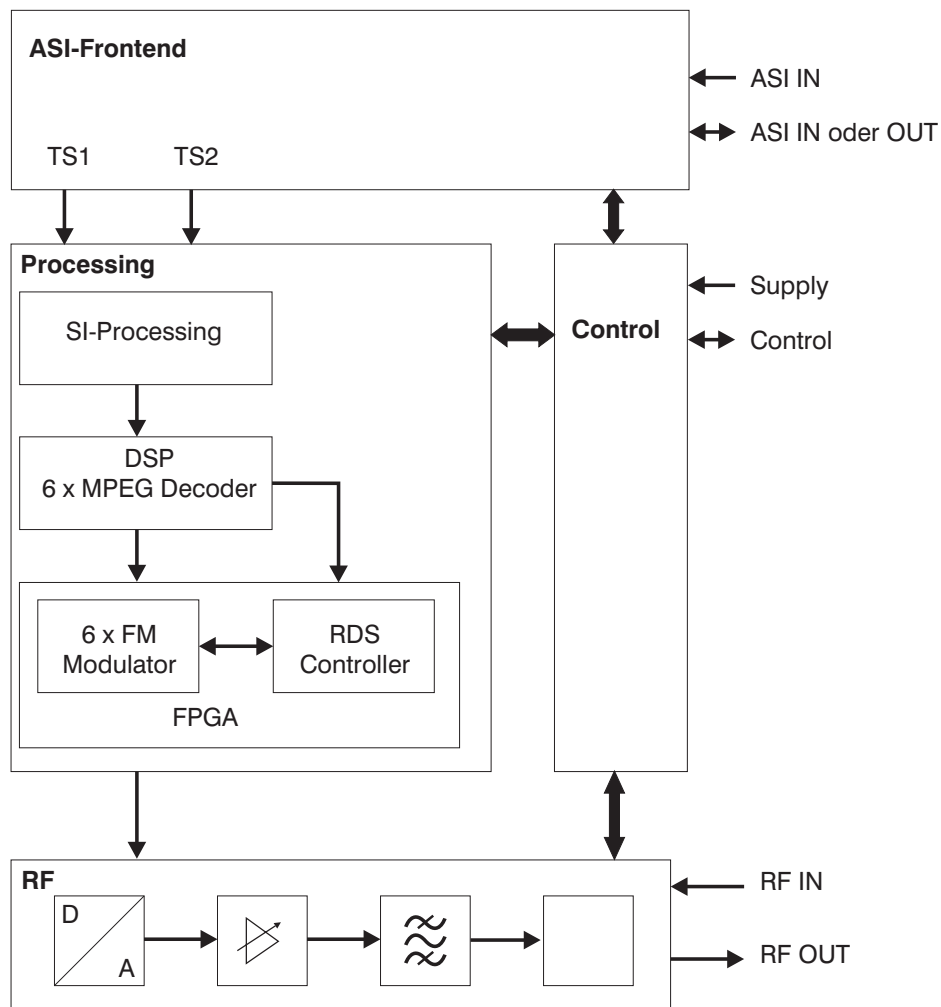 ASI-Frontend
ASI IN
ASI IN oder OUT
TS1
TS2
Processing
SI-Processing
DSP
6 x MPEG Decoder
6 x FM
Modulator
RDS
Controller
FPGA
Control
Supply
Control
RF
D
A
RF IN
RF OUT